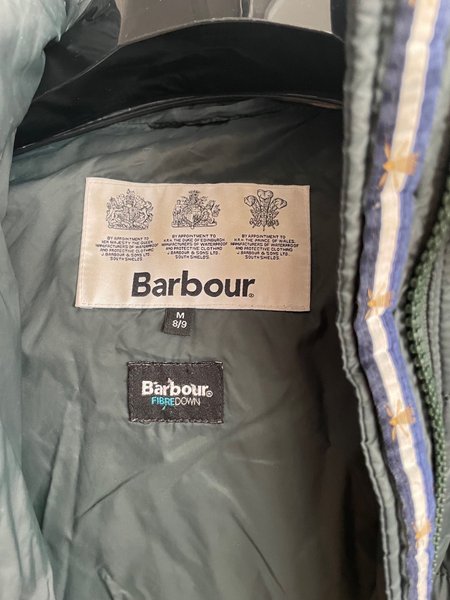 BY APPOINTMENT TO
HER MAJESTY THE QUEEN
MANUFACTURERS OF WATERPROOF
AND PROTECTIVE CLOTHING
J. BARBOUR & SONS LTD.
SOUTH SHIELDS
BY APPOINTMENT TO
H.R.H. THE DUKE OF EDINBURGH
MANUFACTURERS OF WATERPROOF
AND PROTECTIVE CLOTHING
J. BARBOUR & SONS LTD.
SOUTH SHIELDS
BY APPOINTMENT TO
H.R.H. THE PRINCE OF WALES
MANUFACTURERS OF WATERPROOF
AND PROTECTIVE CLOTHING
J. BARBOUR & SONS LTD.
SOUTH SHIELDS
Barbour®
M
8/9
Barbour®
FIBREDOWN